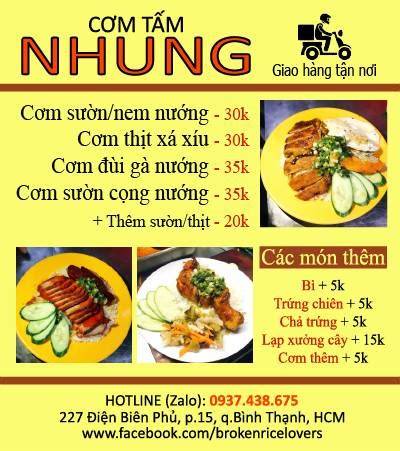 CƠM TẤM
NHUNG
Giao hàng tận nơi
Cơm sườn/nem nướng - 30k
Cơm thịt xá xíu - 30k
Cơm đùi gà nướng - 35k
Cơm sườn cọng nướng - 35k
+ Thêm sườn/thịt - 20k
Các món thêm
Bì + 5k
Trứng chiên + 5k
Chả trứng + 5k
Lạp xưởng cây + 15k
Cơm thêm + 5k
HOTLINE (Zalo): 0937.438.675
227 Điện Biên Phủ, p.15, q.Bình Thạnh, HCM
www.facebook.com/brokenricelovers